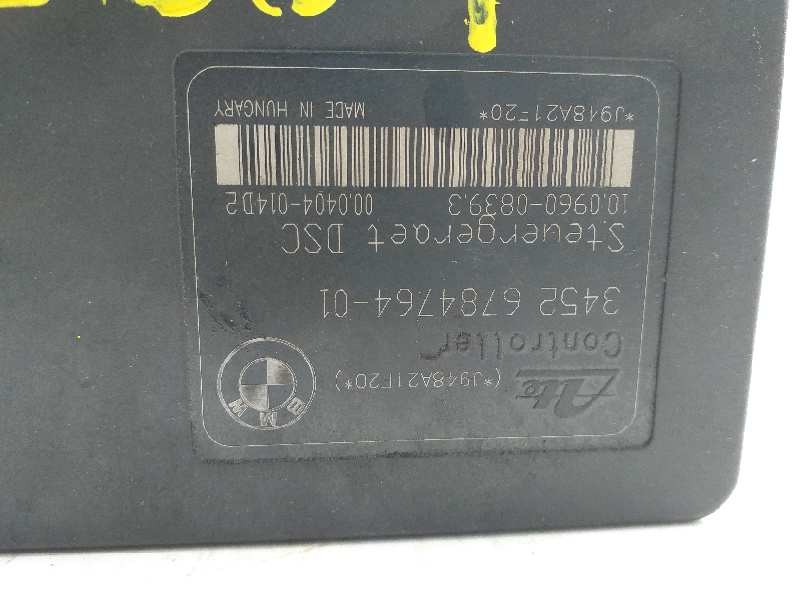 Ate
(*J948A21F20*)
BMW
Controller
3452 6784764-01
Steuergeraet DSC
10.0960-0839.3 00.0404-014D2
*J948A21F20* MADE IN HUNGARY